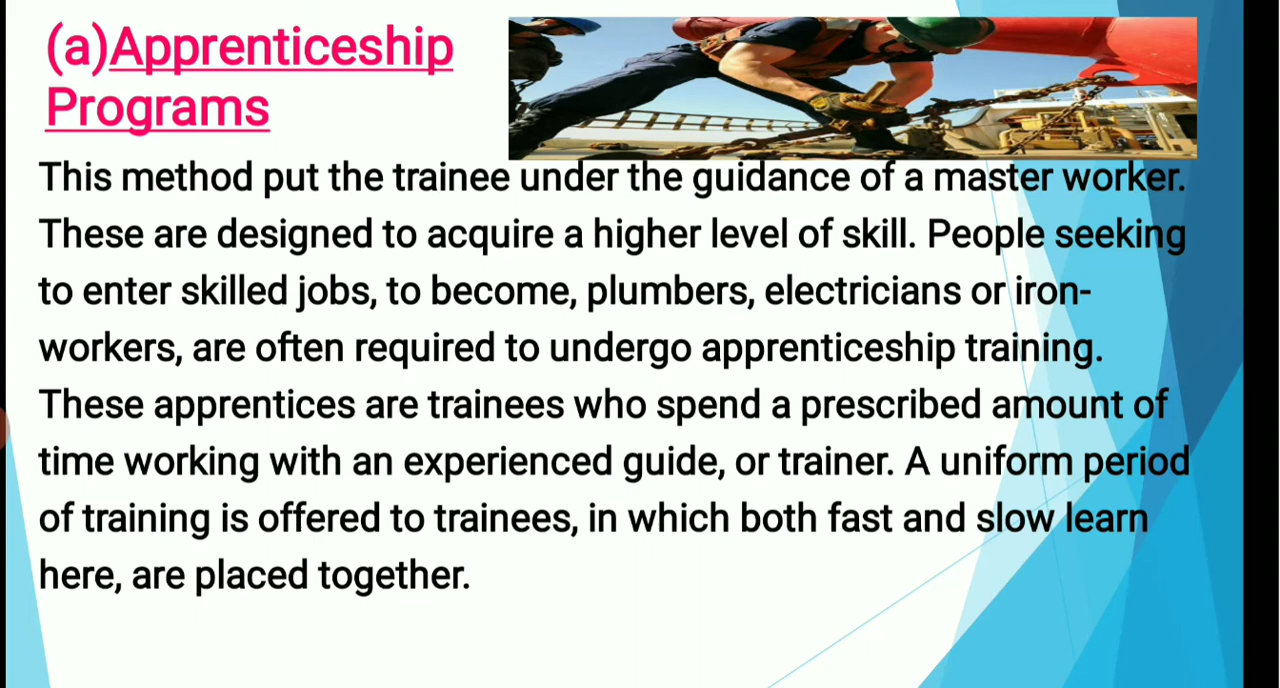 (a)Apprenticeship
Programs
This method put the trainee under the guidance of a master worker.
These are designed to acquire a higher level of skill. People seeking
to enter skilled jobs, to become, plumbers, electricians or iron-
workers, are often required to undergo apprenticeship training.
These apprentices are trainees who spend a prescribed amount of
time working with an experienced guide, or trainer. A uniform period
of training is offered to trainees, in which both fast and slow learn
here, are placed together.